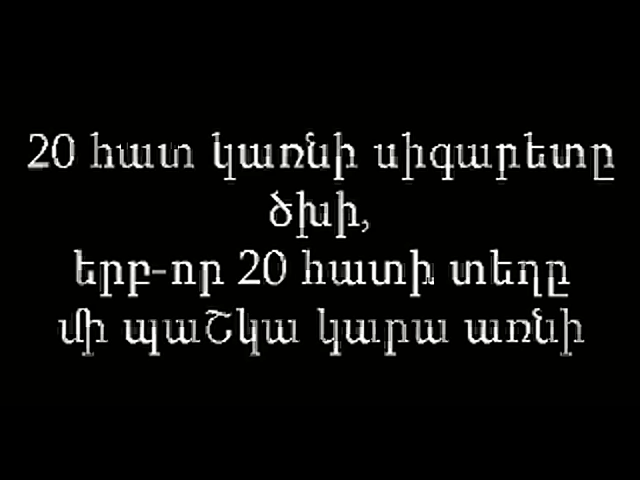 20 հատ կառնի սիգարետը
ծխի,
երբ-որ 20 հատի տեղը
մի պաշկա կարա առնի